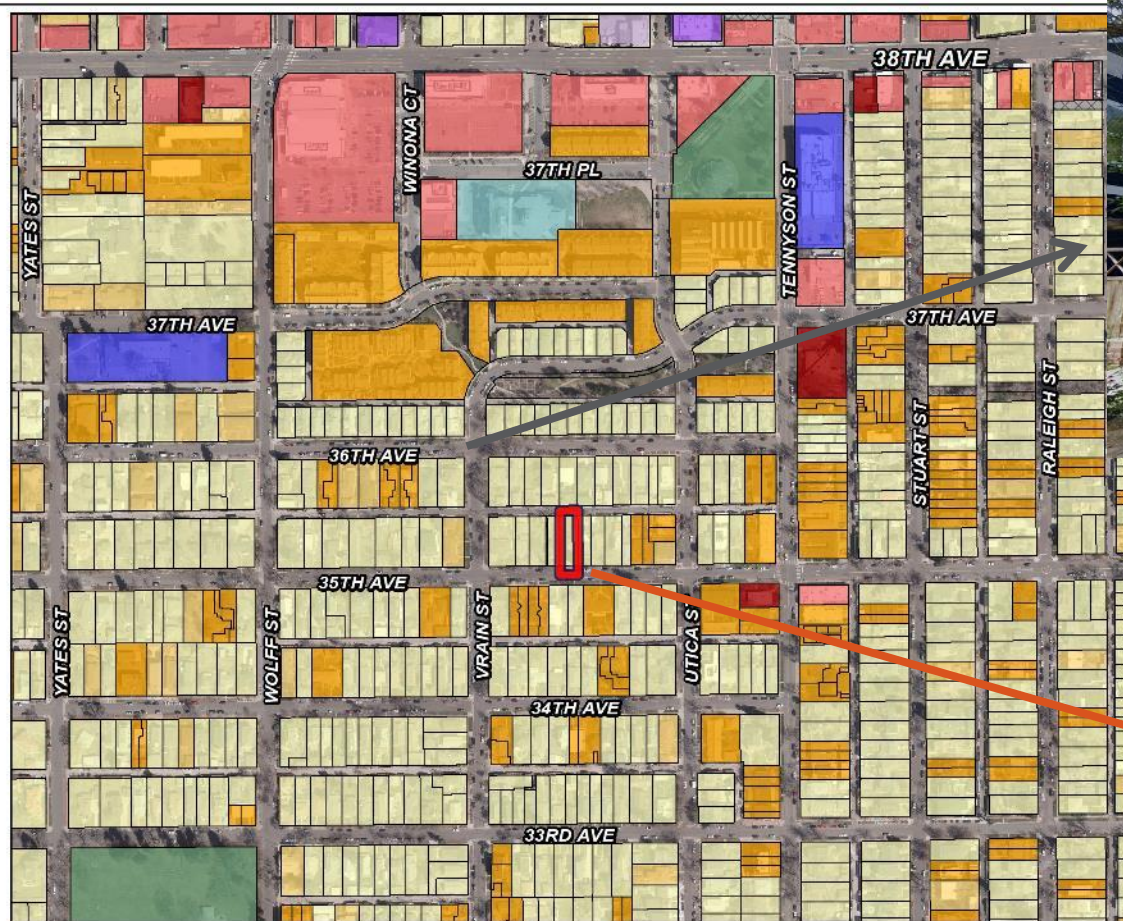 38TH AVE
WINONA CT
37TH PL
YATES ST
TENNYSON ST
37TH AVE
37TH AVE
RALEIGH ST
STUART ST
36TH AVE
35TH AVE
YATES ST
WOLFF ST
VRAIN ST
UTICA ST
34TH AVE
33RD AVE